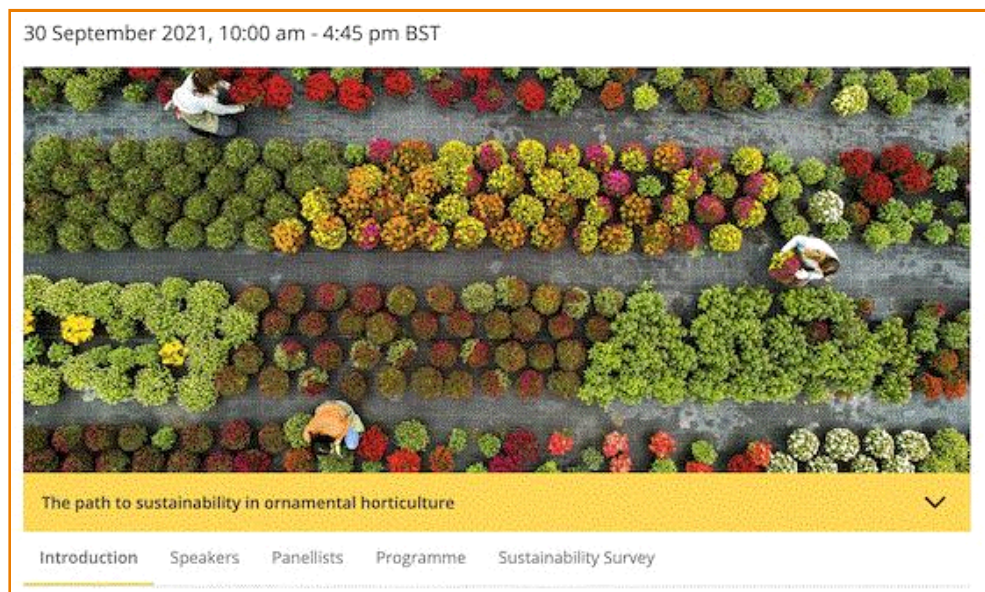 30 September 2021, 10:00 am - 4:45 pm BST
The path to sustainability in ornamental horticulture
Introduction Speakers Panellists Programme Sustainability Survey